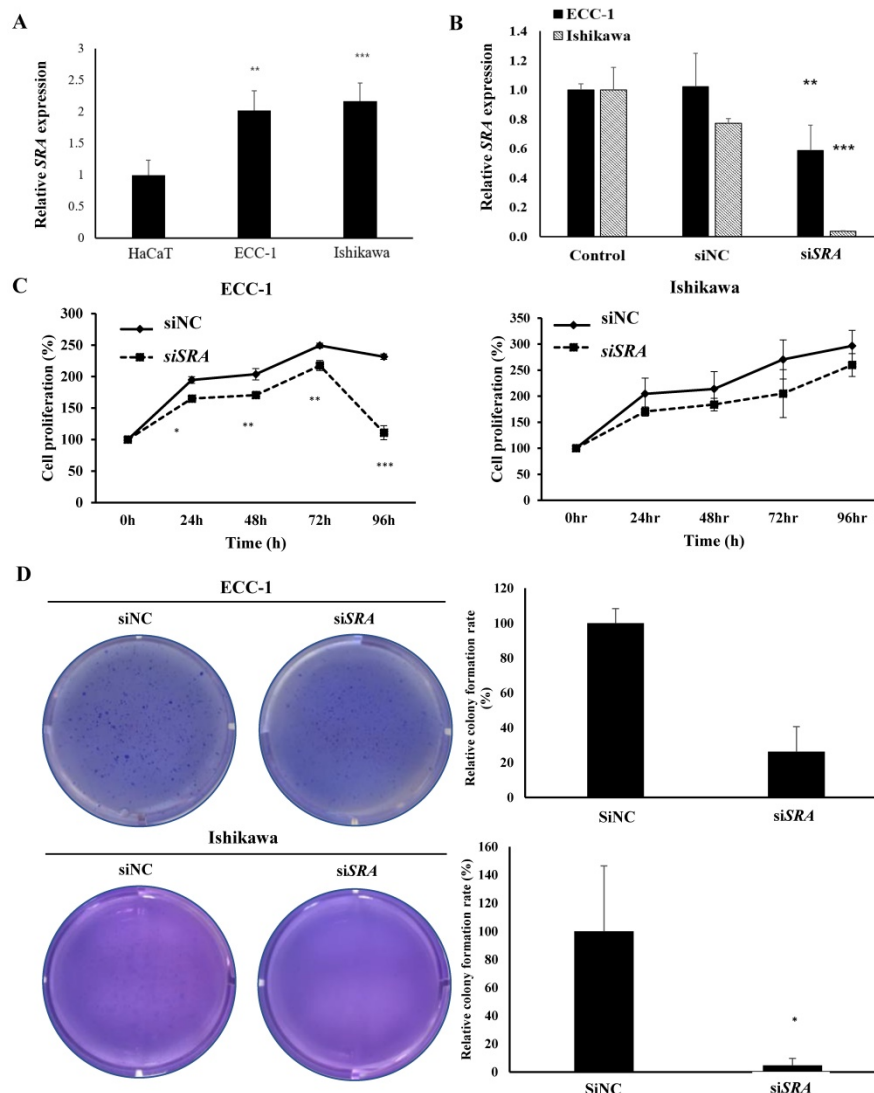 A
Relative SRA expression
3
2.5
2
1.5
1
0.5
0
**
***
HaCaT
ECC-1
Ishikawa
B
ECC-1
Ishikawa
Relative SRA expression
1.4
1.2
1.0
0.8
0.6
0.4
0.2
0.0
**
***
Control
siNC
siSRA
C
ECC-1
siNC
siSRA
Cell proliferation (%)
300
250
200
150
100
50
0
*
**
**
***
0h
24h
48h
72h
96h
Time (h)
Ishikawa
siNC
siSRA
Cell proliferation (%)
350
300
250
200
150
100
50
0
0hr
24hr
48hr
72hr
96hr
Time (h)
D
ECC-1
siNC
siSRA
Relative colony formation rate
(%)
120
100
80
60
40
20
0
SiNC
siSRA
Ishikawa
siNC
siSRA
Relative colony formation rate (%)
160
140
120
100
80
60
40
20
0
*
SiNC
siSRA